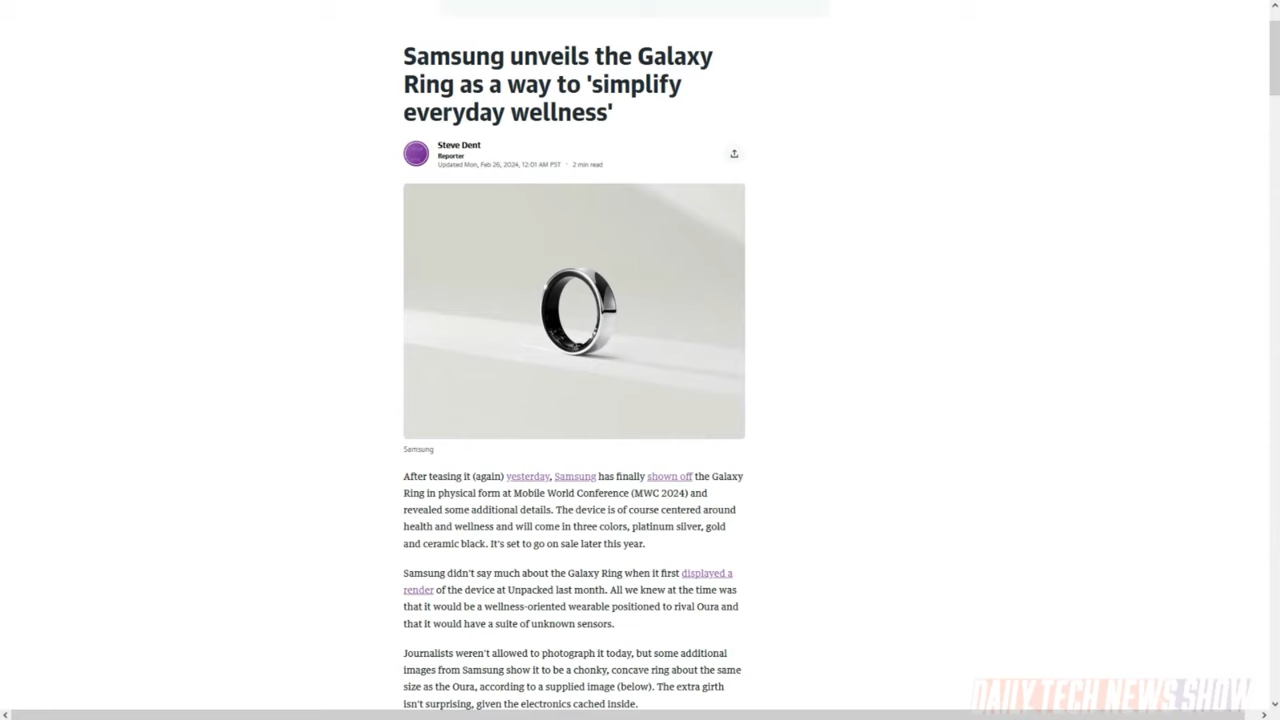 Samsung unveils the Galaxy
Ring as a way to 'simplify
everyday wellness'
Steve Dent
Reporter
Updated Mon, Feb 26, 2024, 12:01 AM PST · 2 min read
Samsung
After teasing it (again) yesterday, Samsung has finally shown off the Galaxy
Ring in physical form at Mobile World Conference (MWC 2024) and
revealed some additional details. The device is of course centered around
health and wellness and will come in three colors, platinum silver, gold
and ceramic black. It's set to go on sale later this year.
Samsung didn't say much about the Galaxy Ring when it first displayed a
render of the device at Unpacked last month. All we knew at the time was
that it would be a wellness-oriented wearable positioned to rival Oura and
that it would have a suite of unknown sensors.
Journalists weren't allowed to photograph it today, but some additional
images from Samsung show it to be a chonky, concave ring about the same
size as the Oura, according to a supplied image (below). The extra girth
isn't surprising, given the electronics cached inside.
DAILY TECH NEWS SHOW